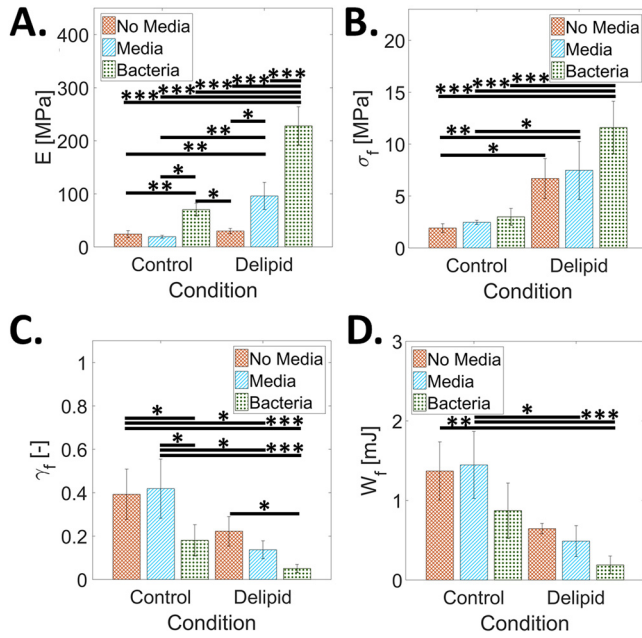 A.
No Media
Media
Bacteria
400
300
200
100
0
E [MPa]
*** *** *** *** ***
** *
**
** *
* *
Control Delipid
Condition
B.
No Media
Media
Bacteria
20
15
10
5
0
σf [MPa]
*** *** ***
** *
*
Control Delipid
Condition
C.
No Media
Media
Bacteria
1
0.8
0.6
0.4
0.2
0
γf [-]
* * ***
* * ***
*
Control Delipid
Condition
D.
No Media
Media
Bacteria
3
2
1
0
Wf [mJ]
** * ***
Control Delipid
Condition